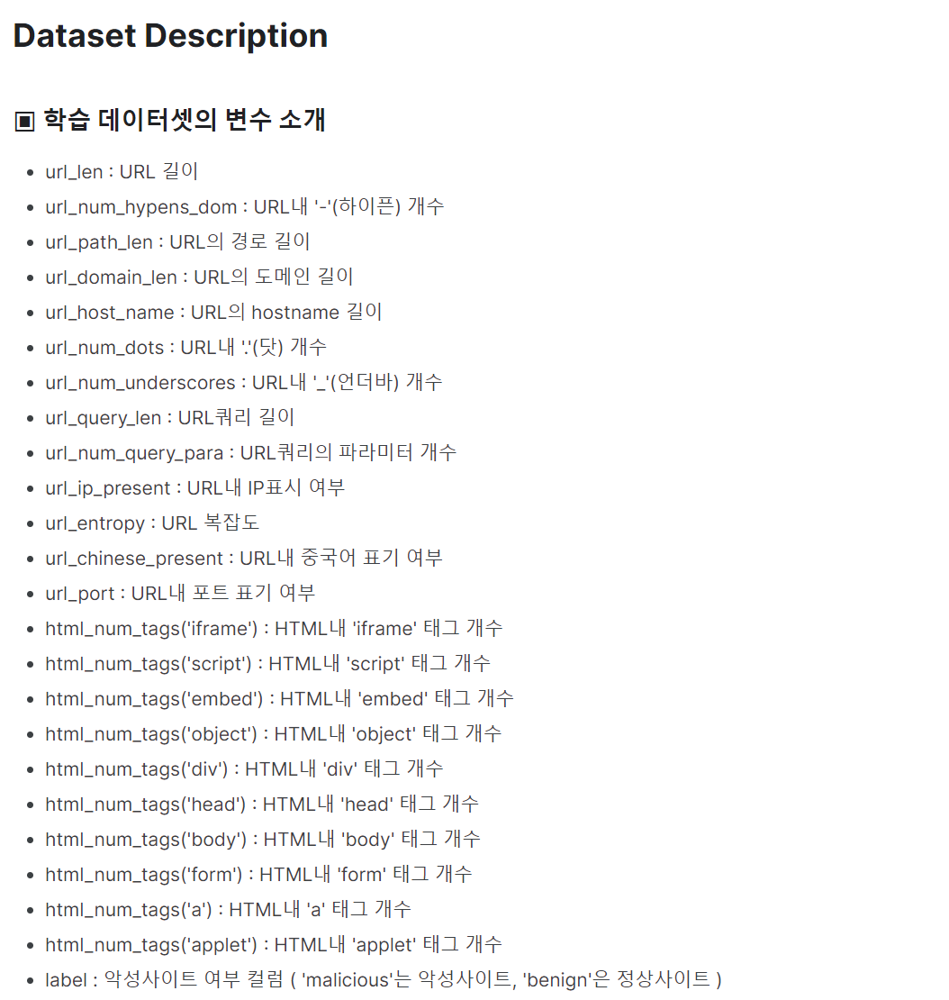 Dataset Description
▣ 학습 데이터셋의 변수 소개
• url_len : URL 길이
• url_num_hypens_dom : URL내 '-'(하이픈) 개수
• url_path_len : URL의 경로 길이
• url_domain_len : URL의 도메인 길이
• url_host_name : URL의 hostname 길이
• url_num_dots : URL내 '.'(닷) 개수
• url_num_underscores : URL내 '_'(언더바) 개수
• url_query_len : URL쿼리 길이
• url_num_query_para : URL쿼리의 파라미터 개수
• url_ip_present : URL내 IP표시 여부
• url_entropy : URL 복잡도
• url_chinese_present : URL내 중국어 표기 여부
• url_port : URL내 포트 표기 여부
• html_num_tags('iframe') : HTML내 'iframe' 태그 개수
• html_num_tags('script') : HTML내 'script' 태그 개수
• html_num_tags('embed') : HTML내 'embed' 태그 개수
• html_num_tags('object') : HTML내 'object' 태그 개수
• html_num_tags('div') : HTML내 'div' 태그 개수
• html_num_tags('head') : HTML내 'head' 태그 개수
• html_num_tags('body') : HTML내 'body' 태그 개수
• html_num_tags('form') : HTML내 'form' 태그 개수
• html_num_tags('a') : HTML내 'a' 태그 개수
• html_num_tags('applet') : HTML내 'applet' 태그 개수
• label : 악성사이트 여부 컬럼 ( 'malicious'는 악성사이트, 'benign'은 정상사이트 )